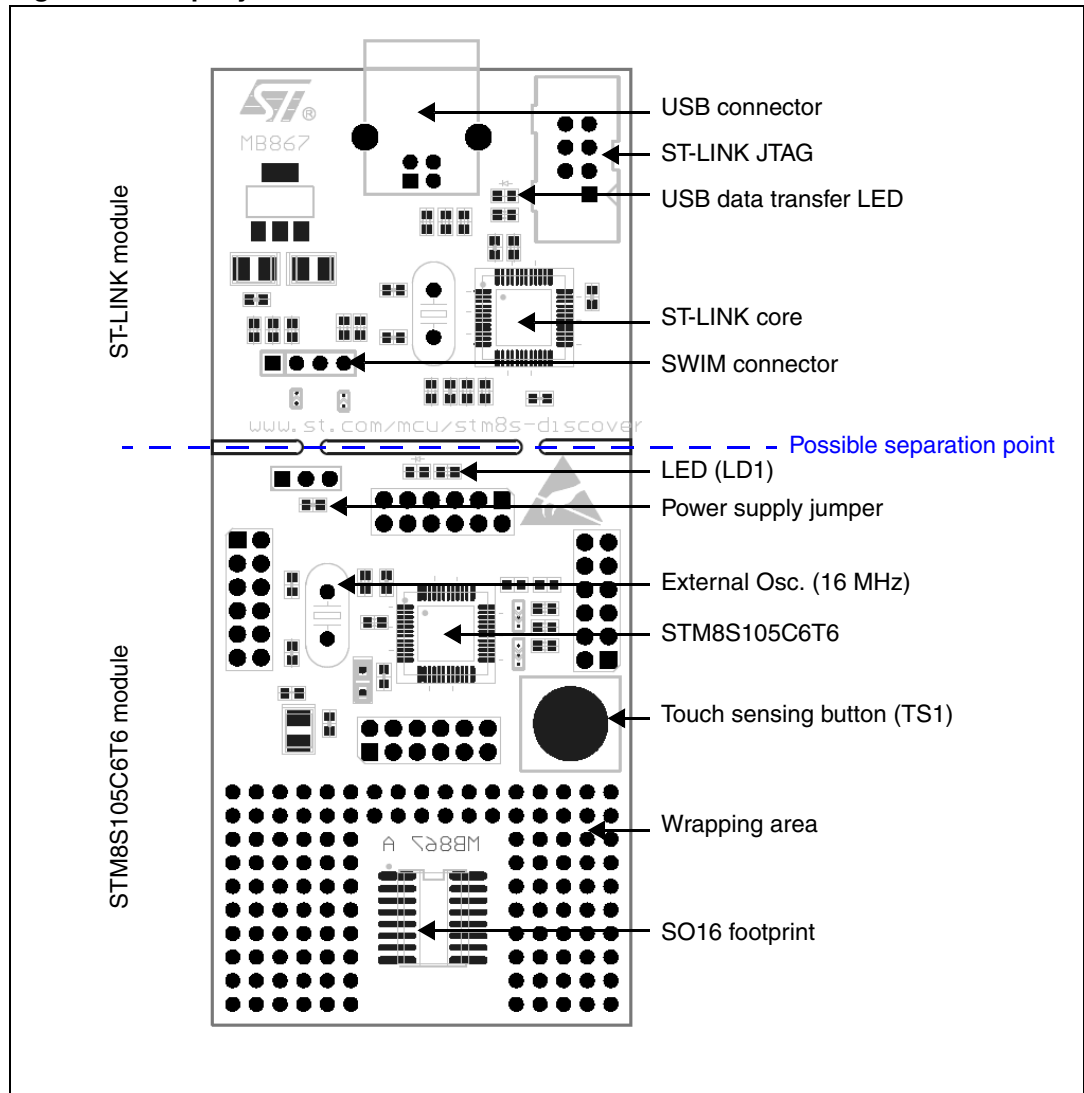 ST®
MB867
USB connector
ST-LINK JTAG
USB data transfer LED
ST-LINK core
SWIM connector
ST-LINK module
www.st.com/mcu/stm8s-discover
Possible separation point
LED (LD1)
Power supply jumper
External Osc. (16 MHz)
STM8S105C6T6
Touch sensing button (TS1)
STM8S105C6T6 module
Wrapping area
MB867 A
SO16 footprint